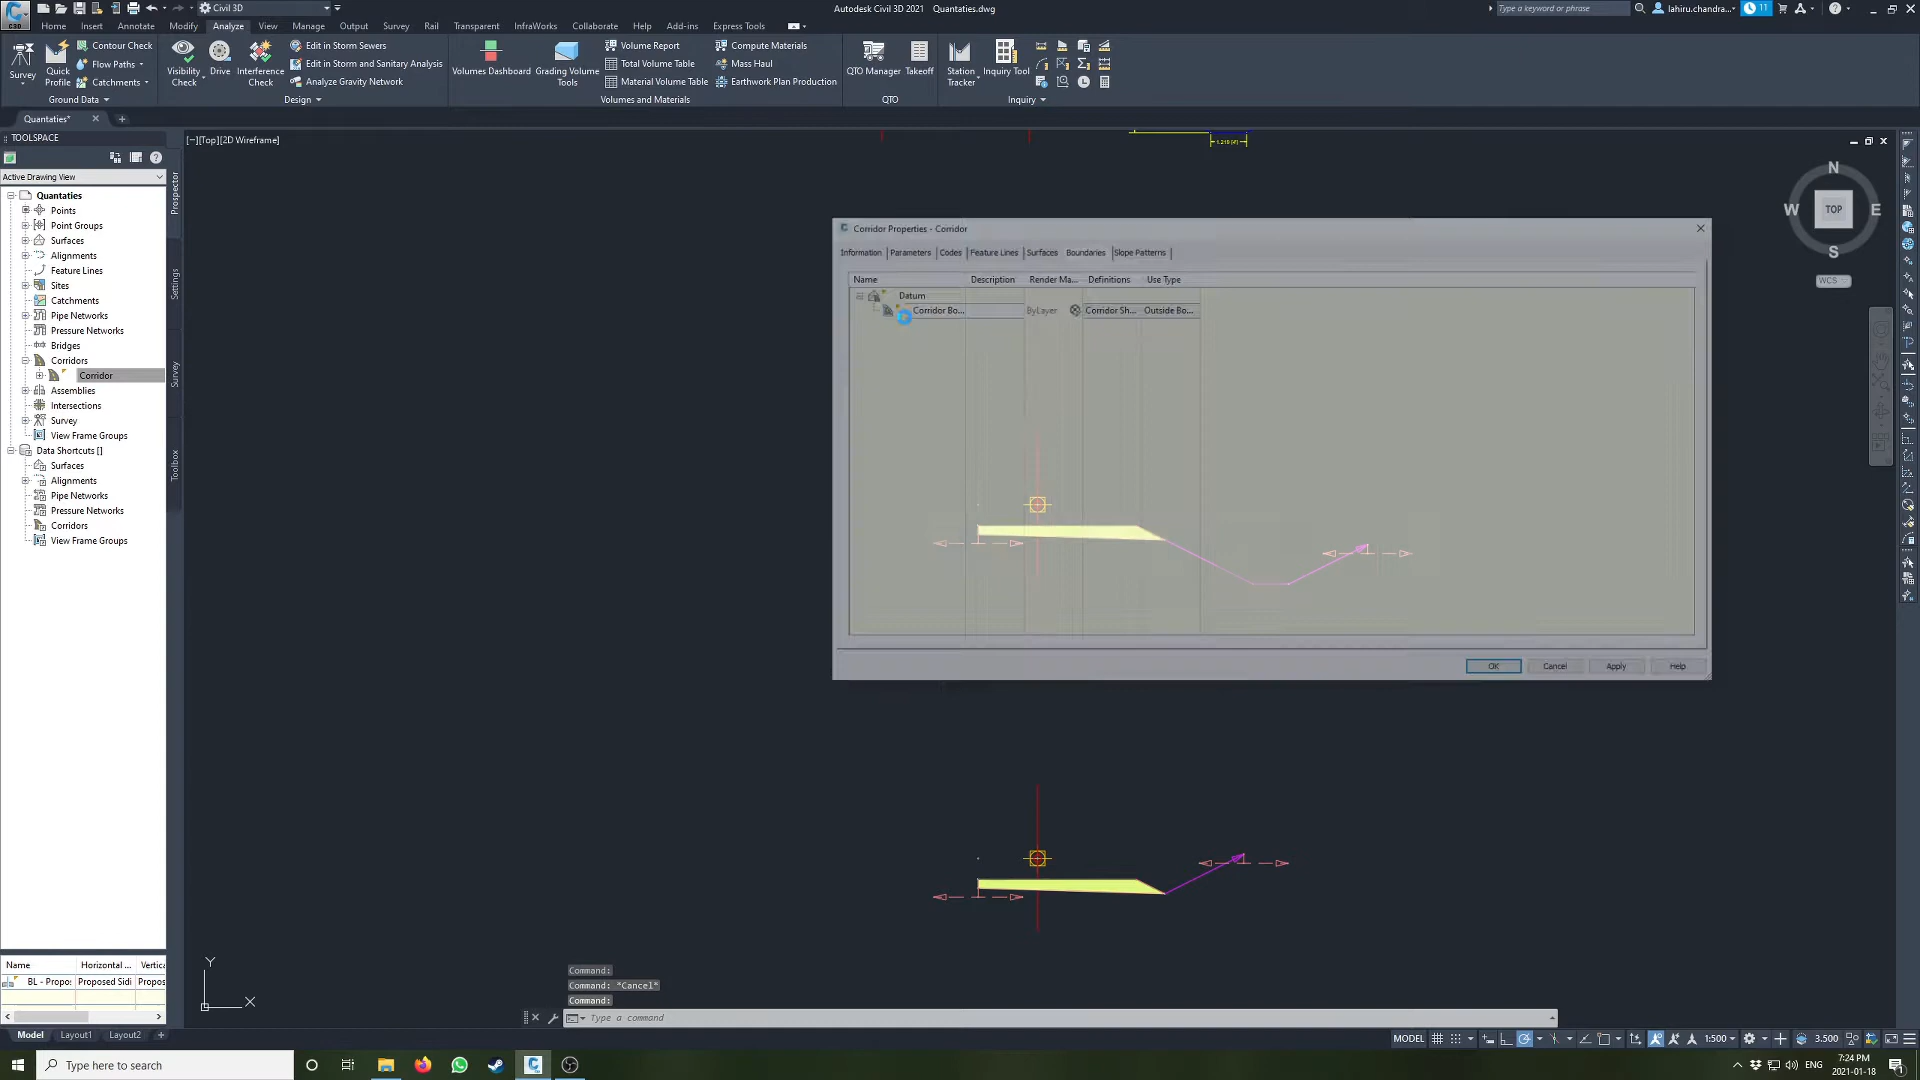 Civil 3D
Autodesk Civil 3D 2021 Quantaties.dwg
Type a keyword or phrase
lahiru.chandra...
11
Home Insert Annotate Modify Analyze View Manage Output Survey Rail Transparent InfraWorks Collaborate Help Add-ins Express Tools
Survey
Quick Profile
Contour Check
Flow Paths
Catchments
Ground Data
Visibility Check
Drive
Interference Check
Edit in Storm Sewers
Edit in Storm and Sanitary Analysis
Analyze Gravity Network
Design
Volumes Dashboard
Grading Volume Tools
Volume Report
Total Volume Table
Material Volume Table
Compute Materials
Mass Haul
Earthwork Plan Production
Volumes and Materials
QTO Manager
Takeoff
QTO
Station Tracker
Inquiry Tool
Inquiry
Quantaties*
TOOLSPACE
Active Drawing View
Quantaties
Points
Point Groups
Surfaces
Alignments
Feature Lines
Sites
Catchments
Pipe Networks
Pressure Networks
Bridges
Corridors
Corridor
Assemblies
Intersections
Survey
View Frame Groups
Data Shortcuts []
Surfaces
Alignments
Pipe Networks
Pressure Networks
Corridors
View Frame Groups
Prospector
Settings
Survey
Toolbox
Name Horizontal ... Vertica
BL - Propo: Proposed Sidi Propos
[−][Top][2D Wireframe]
N
W TOP E
S
WCS
Corridor Properties - Corridor
Information Parameters Codes Feature Lines Surfaces Boundaries Slope Patterns
Name Description Render Ma... Definitions Use Type
Datum
Corridor Bo... ByLayer Corridor Sh... Outside Bo...
OK Cancel Apply Help
Y
X
Command:
Command: *Cancel*
Command:
Type a command
Model Layout1 Layout2
MODEL
1:500
3.500
Type here to search
ENG
7:24 PM
2021-01-18